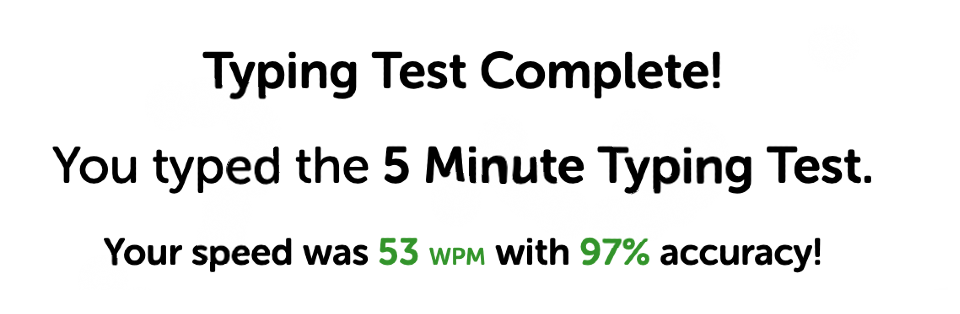 Typing Test Complete!
You typed the 5 Minute Typing Test.
Your speed was 53 WPM with 97% accuracy!